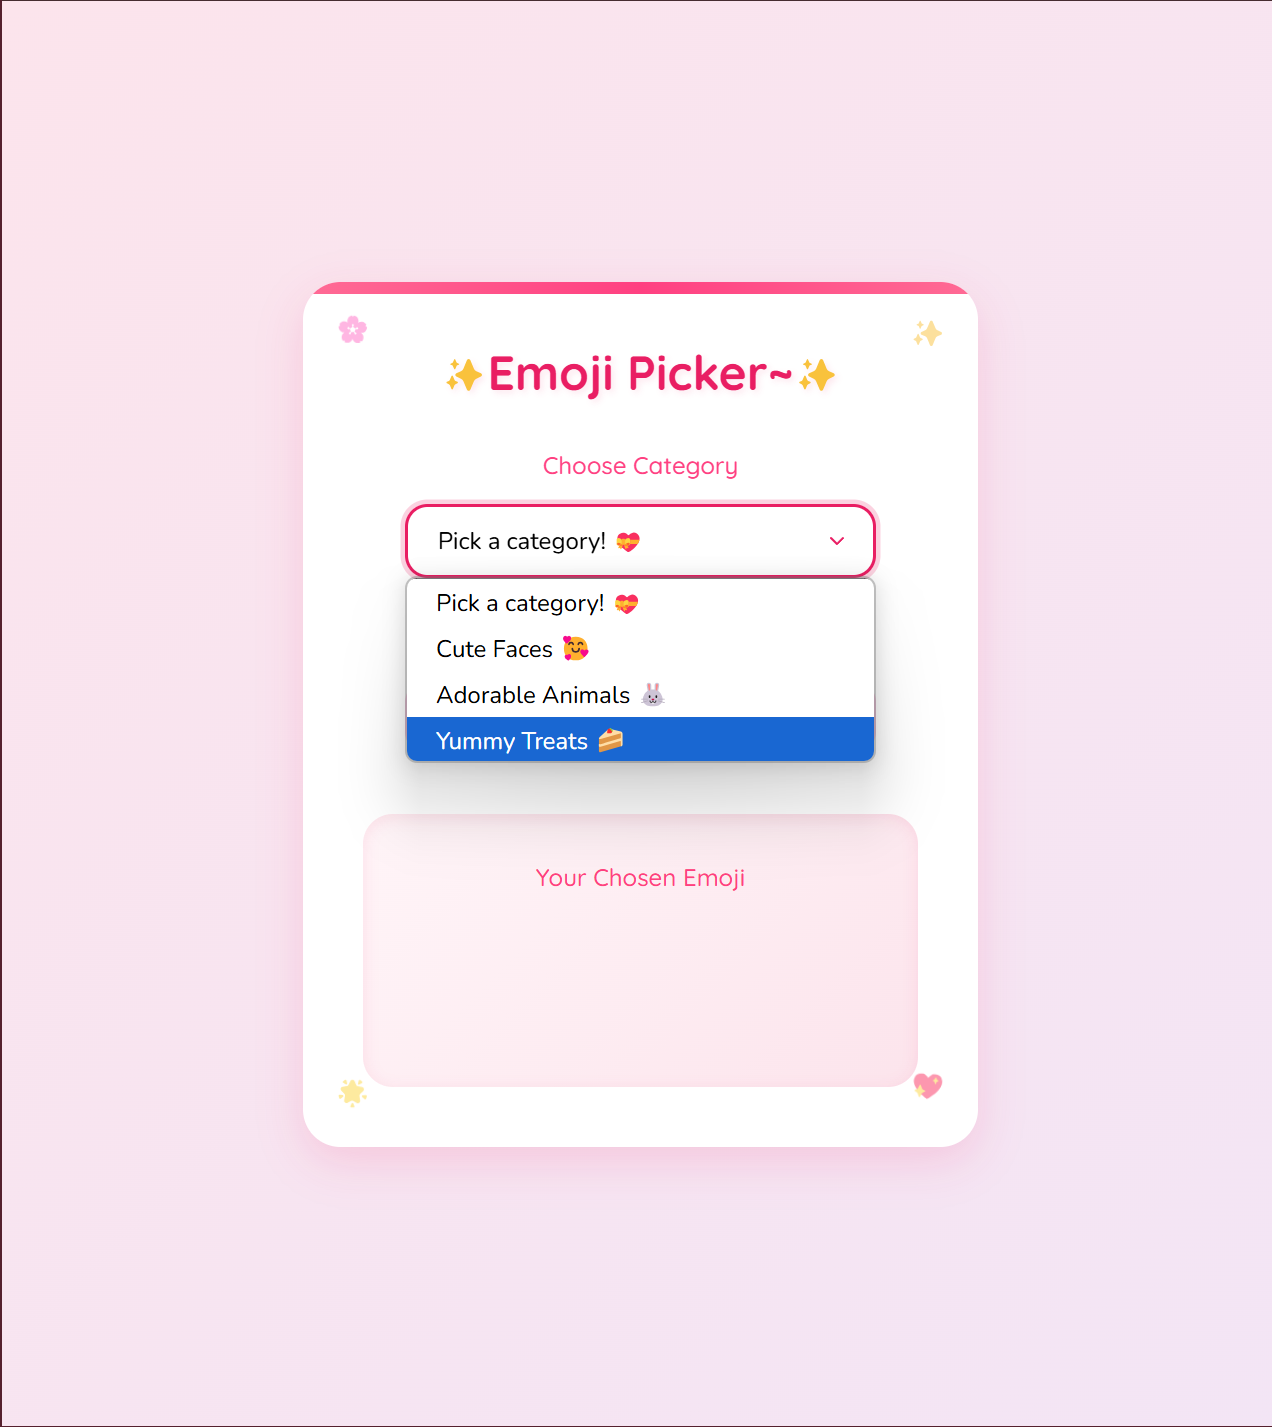 ✨Emoji Picker~✨
Choose Category
Pick a category! 💝
Pick a category! 💝
Cute Faces 🥰
Adorable Animals 🐰
Yummy Treats 🍰
Your Chosen Emoji